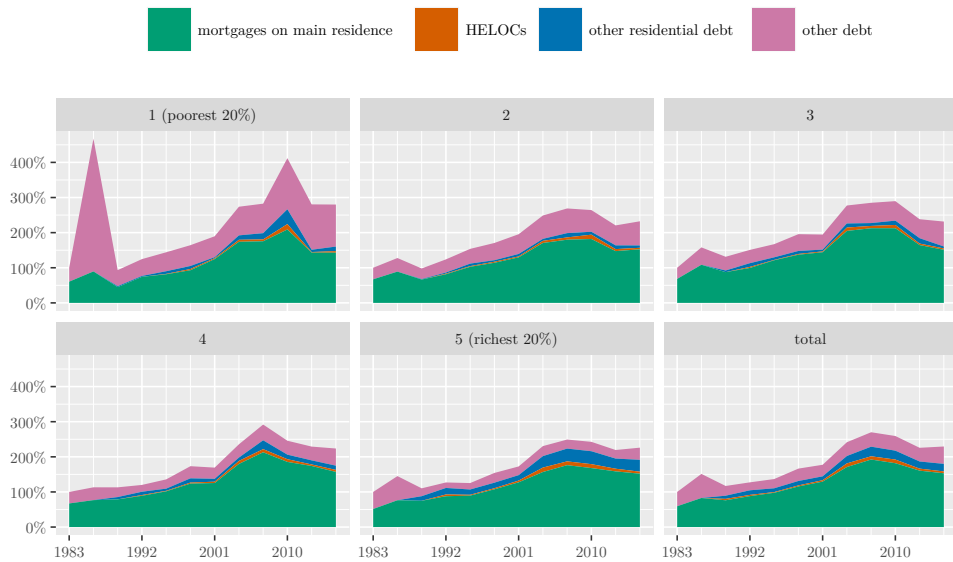 mortgages on main residence HELOCs other residential debt other debt
1 (poorest 20%) 2 3
400%
300%
200%
100%
0%
4 5 (richest 20%) total
400%
300%
200%
100%
0%
1983 1992 2001 2010 1983 1992 2001 2010 1983 1992 2001 2010